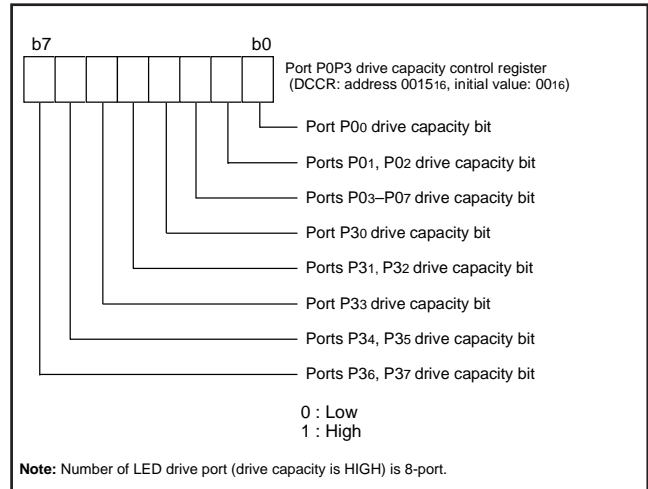 b7 b0
Port P0P3 drive capacity control register
(DCCR: address 001516, initial value: 0016)
Port P00 drive capacity bit
Ports P01, P02 drive capacity bit
Ports P03–P07 drive capacity bit
Port P30 drive capacity bit
Ports P31, P32 drive capacity bit
Port P33 drive capacity bit
Ports P34, P35 drive capacity bit
Ports P36, P37 drive capacity bit
0 : Low
1 : High
Note: Number of LED drive port (drive capacity is HIGH) is 8-port.